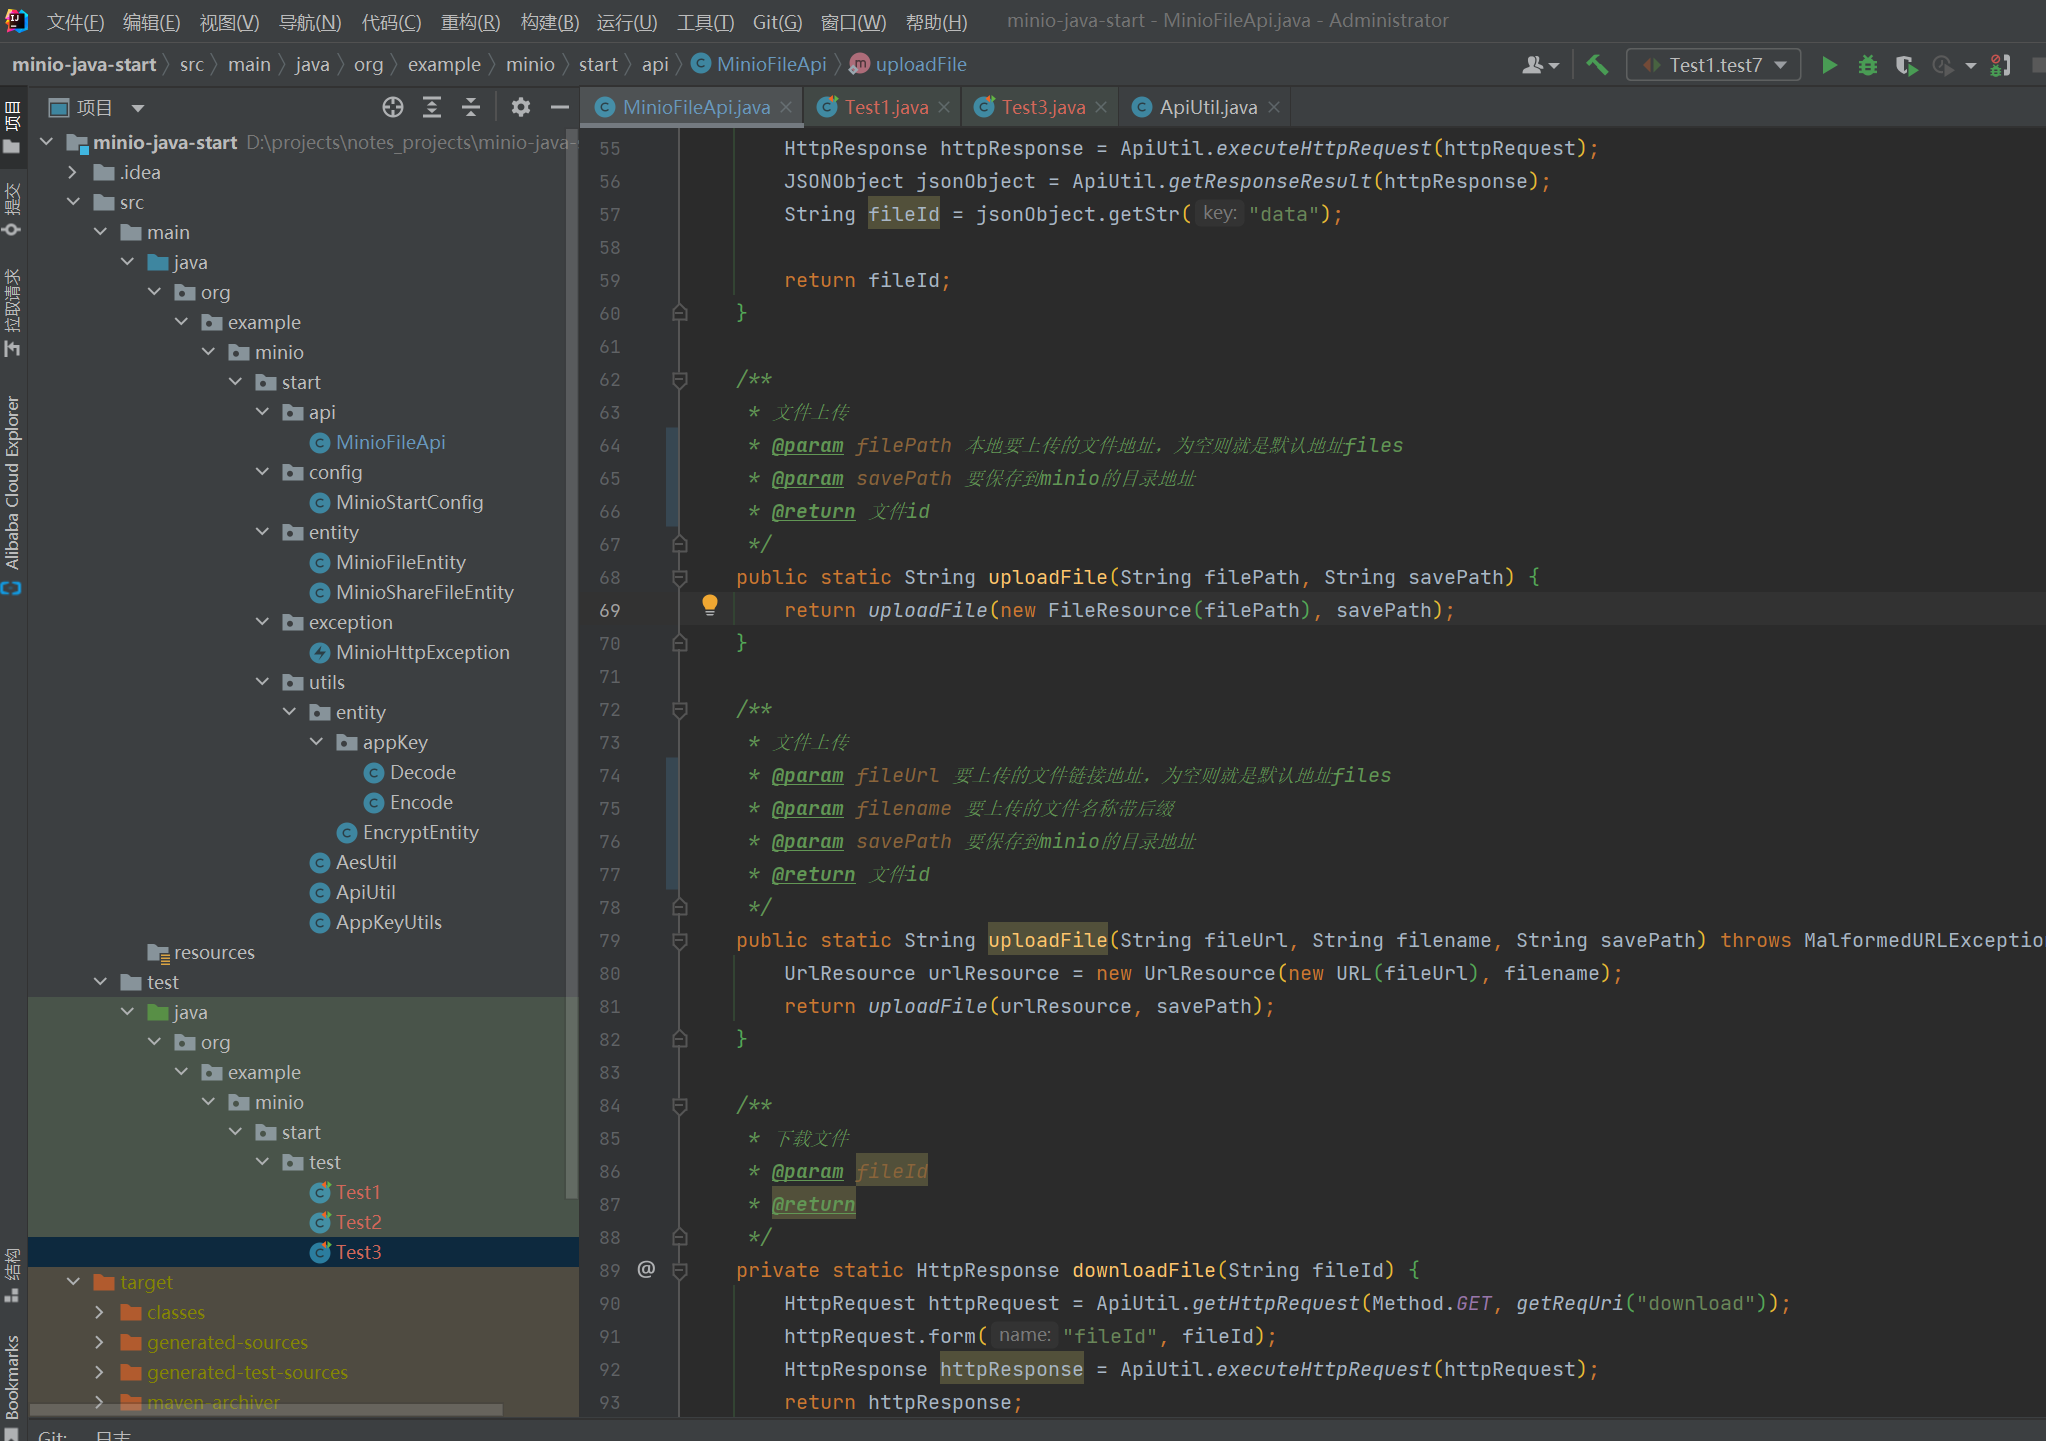 文件(F) 编辑(E) 视图(V) 导航(N) 代码(C) 重构(R) 构建(B) 运行(U) 工具(T) Git(G) 窗口(W) 帮助(H) minio-java-start - MinioFileApi.java - Administrator
minio-java-start src main java org example minio start api MinioFileApi uploadFile Test1.test7
项目
提交
拉取请求
Alibaba Cloud Explorer
结构
Bookmarks
项目
minio-java-start D:\projects\notes_projects\minio-java-
.idea
src
main
java
org
example
minio
start
api
MinioFileApi
config
MinioStartConfig
entity
MinioFileEntity
MinioShareFileEntity
exception
MinioHttpException
utils
entity
appKey
Decode
Encode
EncryptEntity
AesUtil
ApiUtil
AppKeyUtils
resources
test
java
org
example
minio
start
test
Test1
Test2
Test3
target
classes
generated-sources
generated-test-sources
maven-archiver
MinioFileApi.java Test1.java Test3.java ApiUtil.java
55 HttpResponse httpResponse = ApiUtil.executeHttpRequest(httpRequest);
56 JSONObject jsonObject = ApiUtil.getResponseResult(httpResponse);
57 String fileId = jsonObject.getStr( key: "data");
58
59 return fileId;
60 }
61
62 /**
63 * 文件上传
64 * @param filePath 本地要上传的文件地址，为空则就是默认地址files
65 * @param savePath 要保存到minio的目录地址
66 * @return 文件id
67 */
68 public static String uploadFile(String filePath, String savePath) {
69 return uploadFile(new FileResource(filePath), savePath);
70 }
71
72 /**
73 * 文件上传
74 * @param fileUrl 要上传的文件链接地址，为空则就是默认地址files
75 * @param filename 要上传的文件名称带后缀
76 * @param savePath 要保存到minio的目录地址
77 * @return 文件id
78 */
79 public static String uploadFile(String fileUrl, String filename, String savePath) throws MalformedURLExceptio
80 UrlResource urlResource = new UrlResource(new URL(fileUrl), filename);
81 return uploadFile(urlResource, savePath);
82 }
83
84 /**
85 * 下载文件
86 * @param fileId
87 * @return
88 */
89 @ private static HttpResponse downloadFile(String fileId) {
90 HttpRequest httpRequest = ApiUtil.getHttpRequest(Method.GET, getReqUri("download"));
91 httpRequest.form( name: "fileId", fileId);
92 HttpResponse httpResponse = ApiUtil.executeHttpRequest(httpRequest);
93 return httpResponse;
Git: 日志